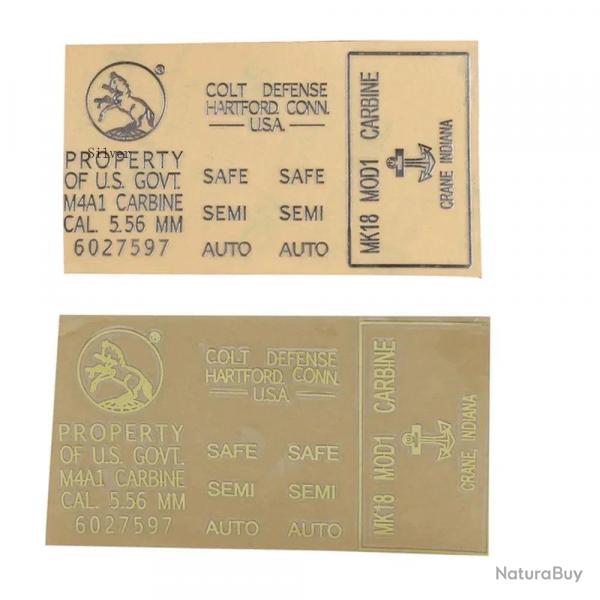 ®
COLT DEFENSE
HARTFORD. CONN.
U.S.A.
Silver
PROPERTY
OF U.S. GOVT.
M4A1 CARBINE
CAL. 5.56 MM
6027597
SAFE SAFE
SEMI SEMI
AUTO AUTO
MK18 MOD1 CARBINE
CRANE INDIANA
®
COLT DEFENSE
HARTFORD. CONN.
U.S.A.
PROPERTY
OF U.S. GOVT.
M4A1 CARBINE
CAL. 5.56 MM
6027597
SAFE SAFE
SEMI SEMI
AUTO AUTO
MK18 MOD1 CARBINE
CRANE INDIANA
NaturaBuy